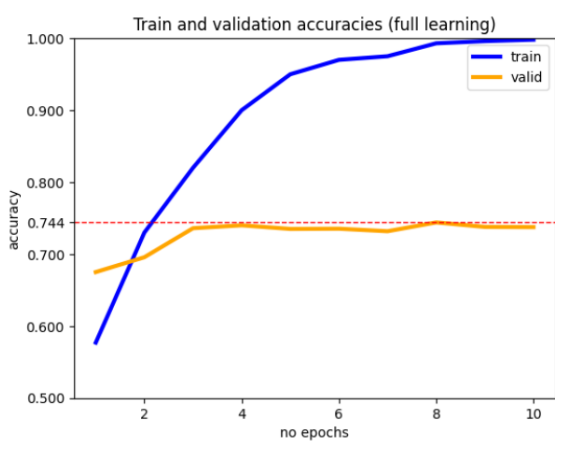 Train and validation accuracies (full learning)
1.000
0.900
0.800
0.744
0.700
0.600
0.500
accuracy
train
valid
2
4
6
8
10
no epochs